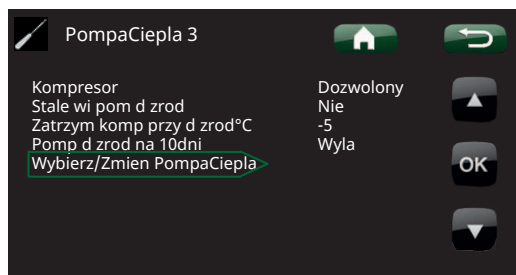 PompaCiepla 3
Kompresor Dozwolony
Stale wi pom d zrod Nie
Zatrzym komp przy d zrod°C -5
Pomp d zrod na 10dni Wyla
Wybierz/Zmien PompaCiepla
OK